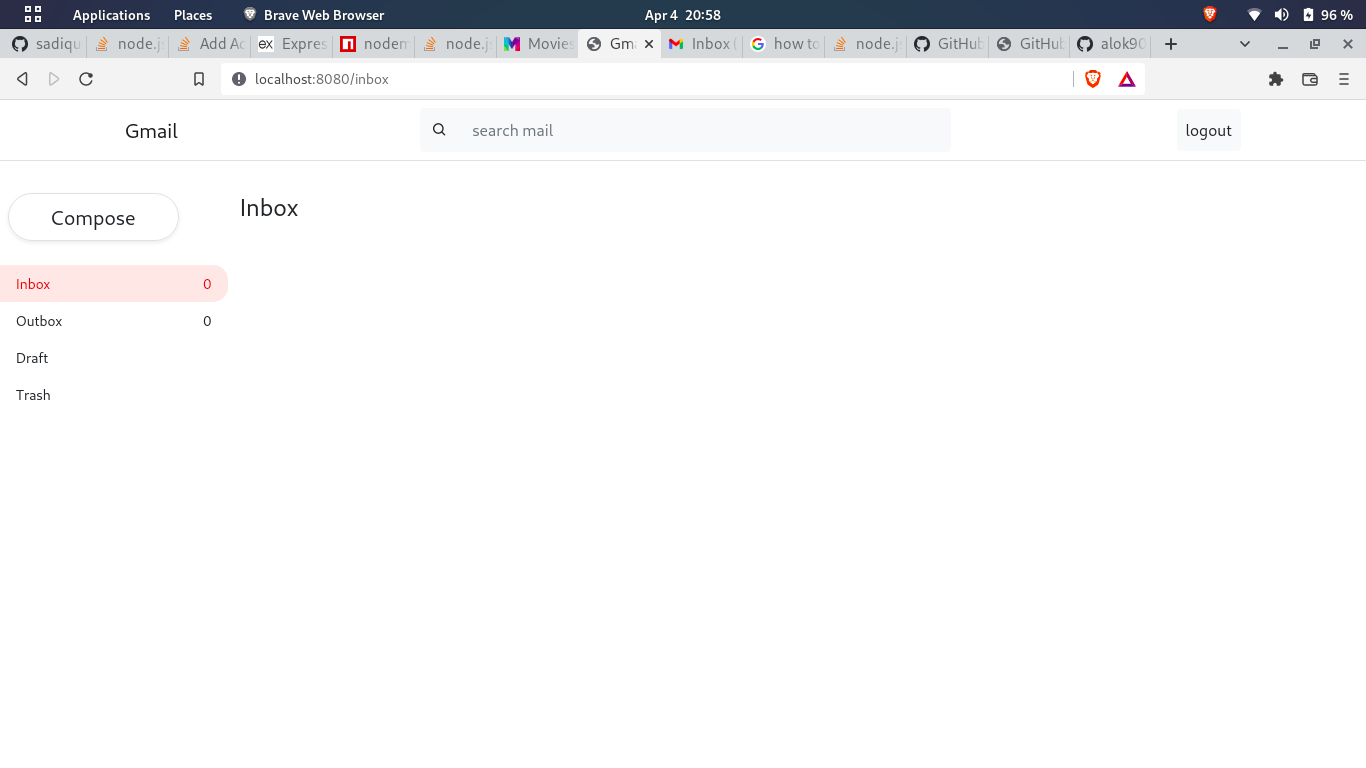 Applications Places Brave Web Browser Apr 4 20:58 96 %
sadiqu node.js Add Ac Expres nodem node.js Movies Gma Inbox ( how to node.js GitHub GitHub alok90
localhost:8080/inbox
Gmail search mail logout
Compose Inbox
Inbox 0
Outbox 0
Draft
Trash